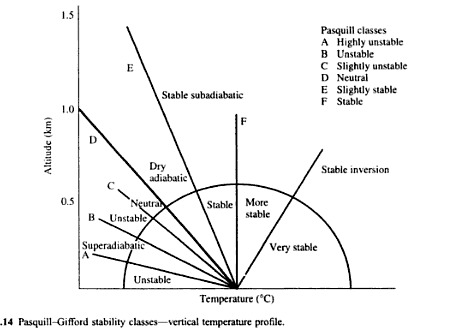 1.5
Pasquill classes
A Highly unstable
B Unstable
C Slightly unstable
D Neutral
E Slightly stable
F Stable
E
Stable subadiabatic
1.0
F
D
Altitude (km)
Dry
adiabatic
Stable inversion
C
0.5
Neutral
Stable
More
stable
B
Unstable
Superadiabatic
Very stable
A
Unstable
Temperature (°C)
.14 Pasquill–Gifford stability classes—vertical temperature profile.